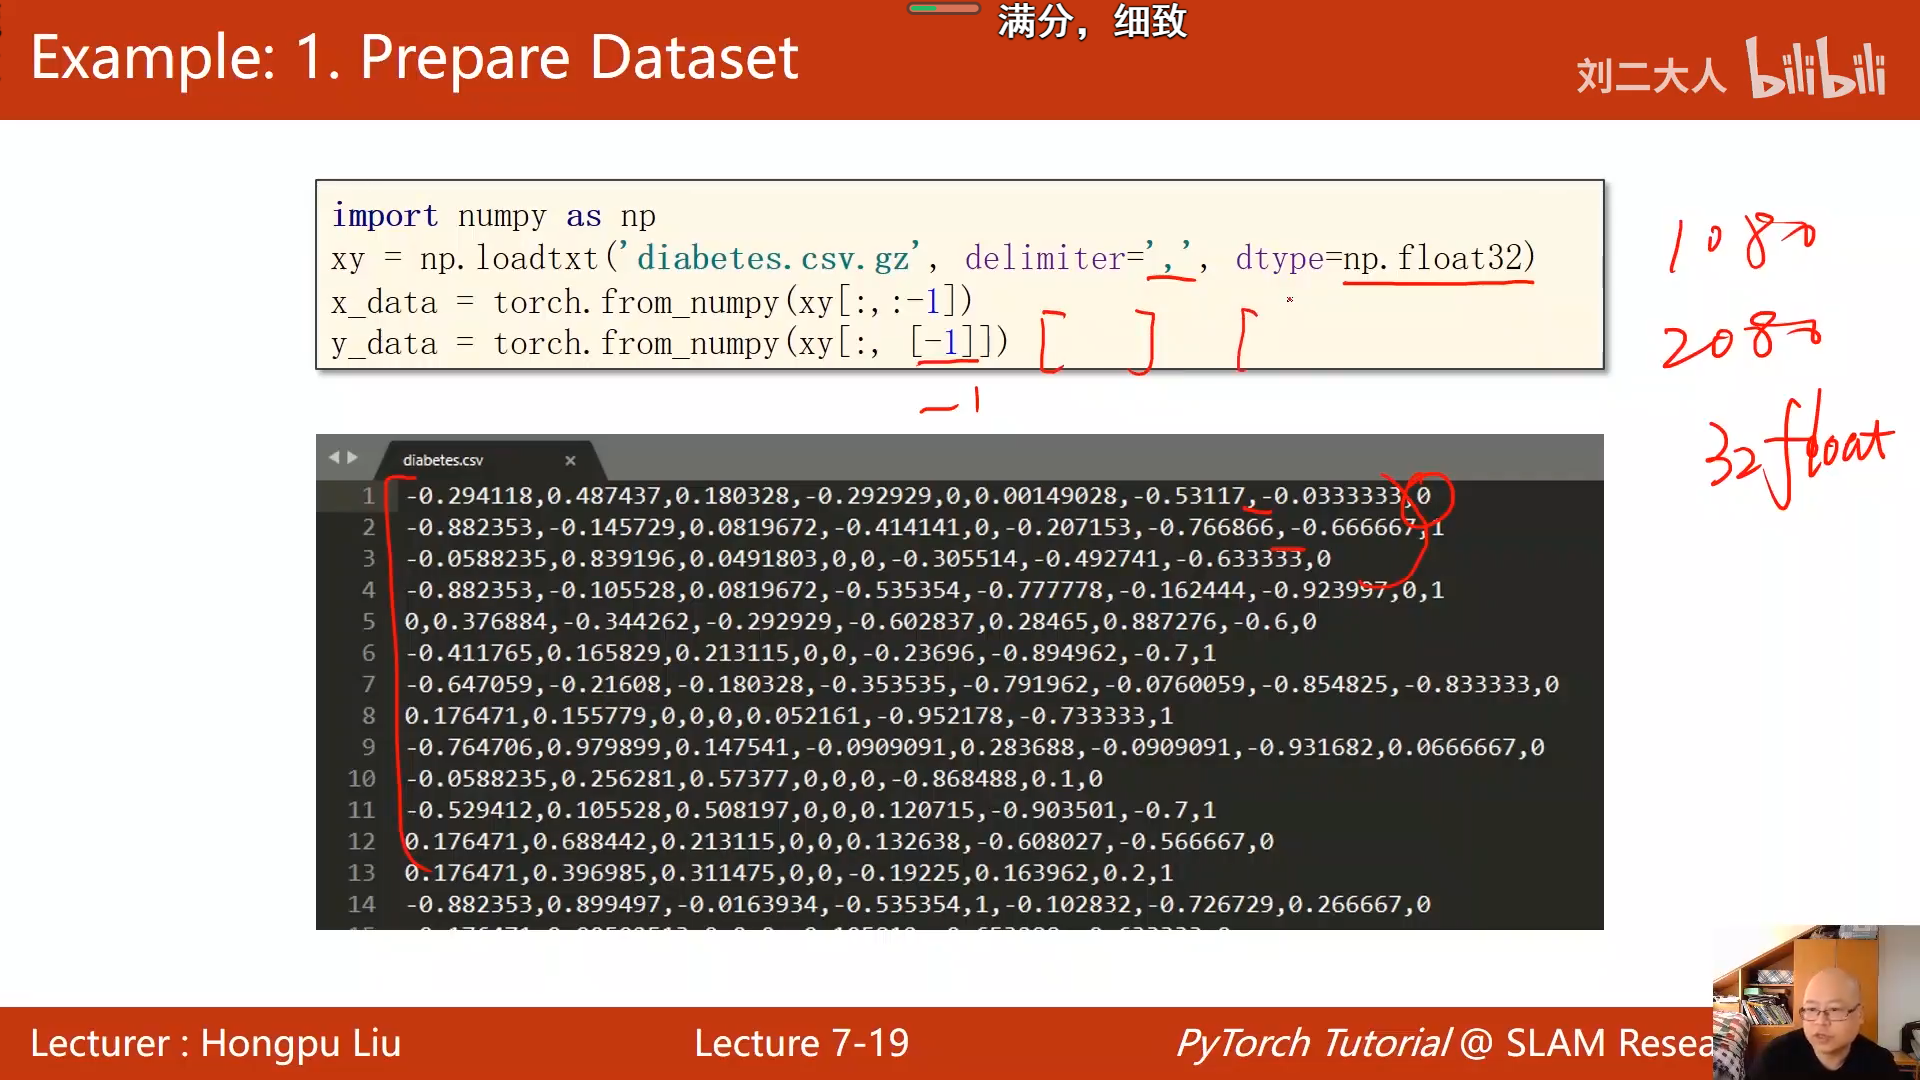 满分，细致
Example: 1. Prepare Dataset
刘二大人 bilibili
import numpy as np
xy = np.loadtxt('diabetes.csv.gz', delimiter=',', dtype=np.float32)
x_data = torch.from_numpy(xy[:,:-1])
y_data = torch.from_numpy(xy[:, [-1]])
[ ] [
-1
1080
2080
32 float
diabetes.csv ×
1 -0.294118,0.487437,0.180328,-0.292929,0,0.00149028,-0.53117,-0.0333333,0
2 -0.882353,-0.145729,0.0819672,-0.414141,0,-0.207153,-0.766866,-0.666667,1
3 -0.0588235,0.839196,0.0491803,0,0,-0.305514,-0.492741,-0.633333,0
4 -0.882353,-0.105528,0.0819672,-0.535354,-0.777778,-0.162444,-0.923997,0,1
5 0,0.376884,-0.344262,-0.292929,-0.602837,0.28465,0.887276,-0.6,0
6 -0.411765,0.165829,0.213115,0,0,-0.23696,-0.894962,-0.7,1
7 -0.647059,-0.21608,-0.180328,-0.353535,-0.791962,-0.0760059,-0.854825,-0.833333,0
8 0.176471,0.155779,0,0,0,0.052161,-0.952178,-0.733333,1
9 -0.764706,0.979899,0.147541,-0.0909091,0.283688,-0.0909091,-0.931682,0.0666667,0
10 -0.0588235,0.256281,0.57377,0,0,0,-0.868488,0.1,0
11 -0.529412,0.105528,0.508197,0,0,0.120715,-0.903501,-0.7,1
12 0.176471,0.688442,0.213115,0,0,0.132638,-0.608027,-0.566667,0
13 0.176471,0.396985,0.311475,0,0,-0.19225,0.163962,0.2,1
14 -0.882353,0.899497,-0.0163934,-0.535354,1,-0.102832,-0.726729,0.266667,0
Lecturer : Hongpu Liu
Lecture 7-19
PyTorch Tutorial @ SLAM Resea